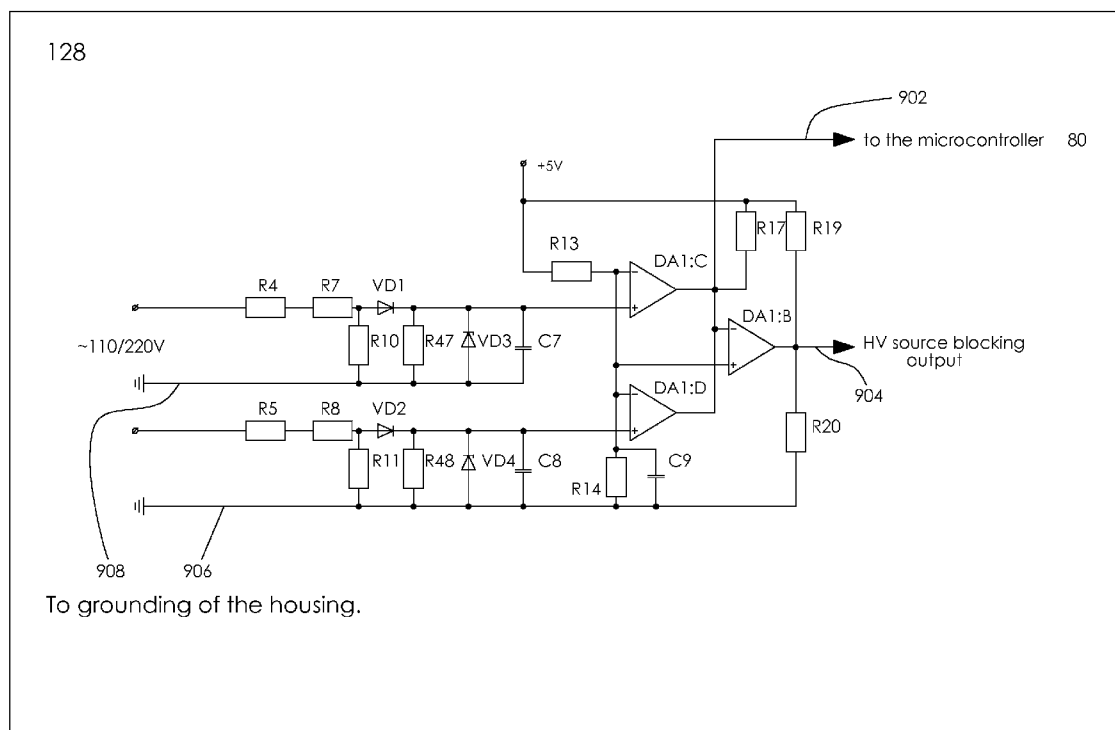 128
902
to the microcontroller 80
+5V
R17 R19
R13
DA1:C
R4 R7 VD1
R10 R47 VD3 C7
DA1:B
~110/220V
HV source blocking
output
904
DA1:D
R5 R8 VD2
R20
R11 R48 VD4 C8
C9
R14
908 906
To grounding of the housing.